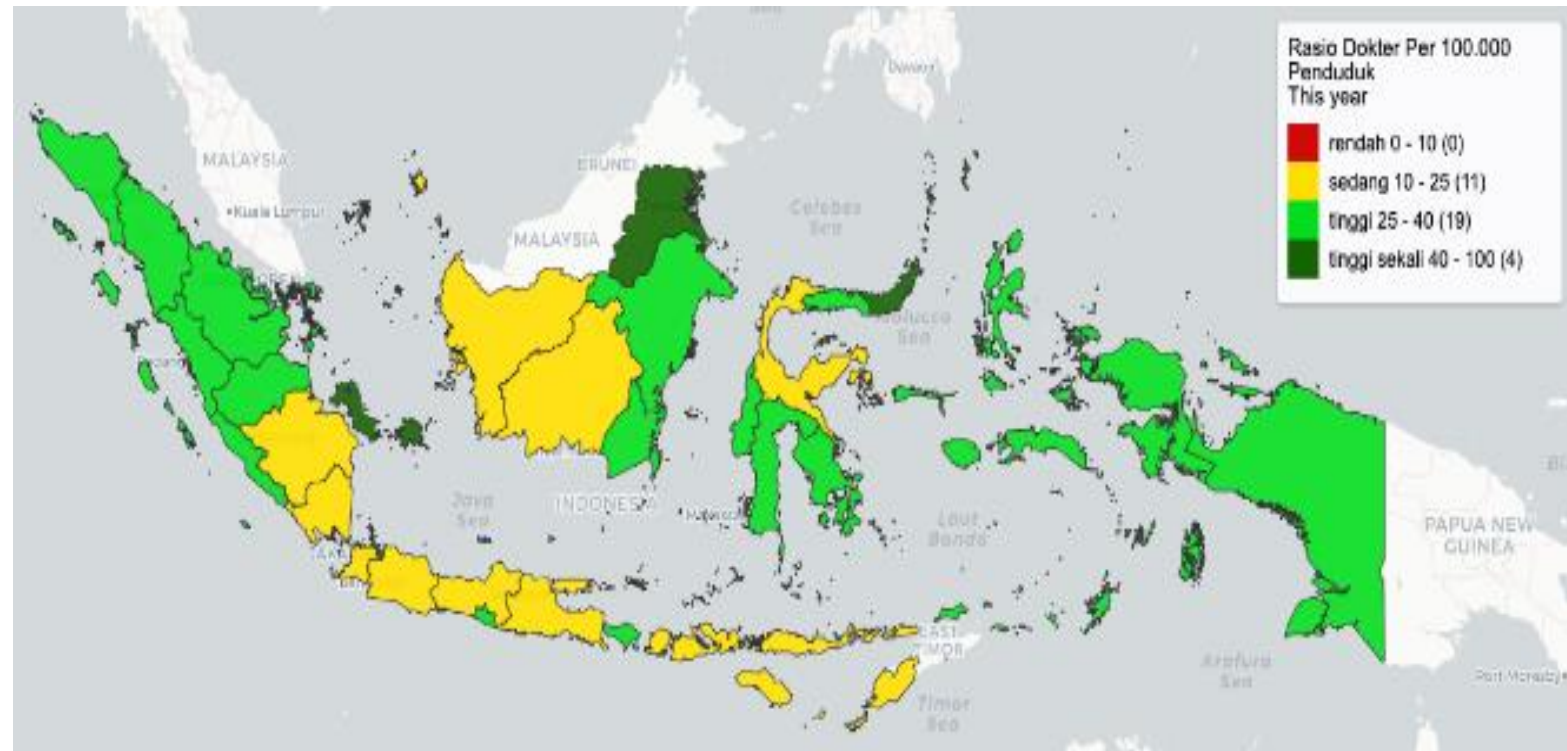 Rasio Dokter Per 100.000
Penduduk
This year
rendah 0 - 10 (0)
sedang 10 - 25 (11)
tinggi 25 - 40 (19)
tinggi sekali 40 - 100 (4)
MALAYSIA
Kuala Lumpur
BRUNEI
MALAYSIA
Celebes
Sea
Sea
Java
Sea
INDONESIA
Laut
Banda
PAPUA NEW
GUINEA
EAST
TIMOR
Timor
Sea
Arafura
Sea
Port Moresby